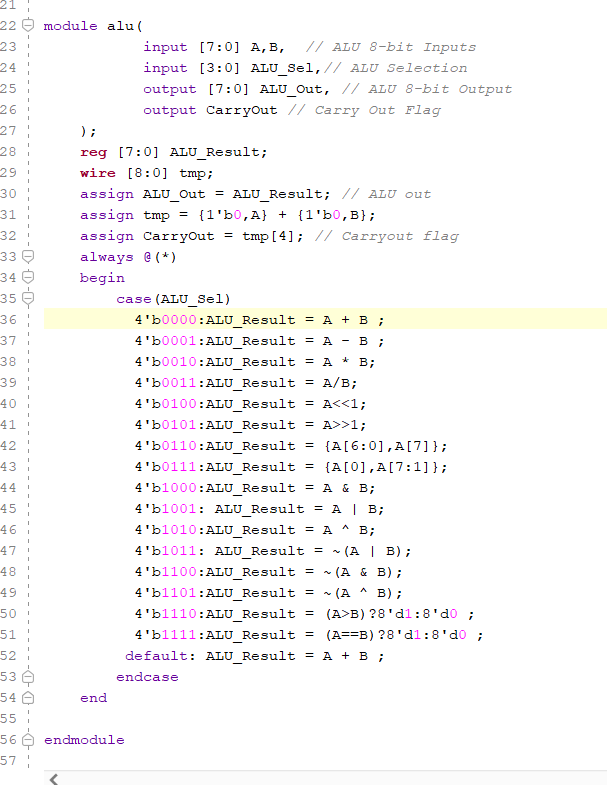 21
22 module alu(
23 input [7:0] A,B, // ALU 8-bit Inputs
24 input [3:0] ALU_Sel,// ALU Selection
25 output [7:0] ALU_Out, // ALU 8-bit Output
26 output CarryOut // Carry Out Flag
27 );
28 reg [7:0] ALU_Result;
29 wire [8:0] tmp;
30 assign ALU_Out = ALU_Result; // ALU out
31 assign tmp = {1'b0,A} + {1'b0,B};
32 assign CarryOut = tmp[4]; // Carryout flag
33 always @(*)
34 begin
35 case(ALU_Sel)
36 4'b0000:ALU_Result = A + B ;
37 4'b0001:ALU_Result = A - B ;
38 4'b0010:ALU_Result = A * B;
39 4'b0011:ALU_Result = A/B;
40 4'b0100:ALU_Result = A<<1;
41 4'b0101:ALU_Result = A>>1;
42 4'b0110:ALU_Result = {A[6:0],A[7]};
43 4'b0111:ALU_Result = {A[0],A[7:1]};
44 4'b1000:ALU_Result = A & B;
45 4'b1001: ALU_Result = A | B;
46 4'b1010:ALU_Result = A ^ B;
47 4'b1011: ALU_Result = ~(A | B);
48 4'b1100:ALU_Result = ~(A & B);
49 4'b1101:ALU_Result = ~(A ^ B);
50 4'b1110:ALU_Result = (A>B)?8'd1:8'd0 ;
51 4'b1111:ALU_Result = (A==B)?8'd1:8'd0 ;
52 default: ALU_Result = A + B ;
53 endcase
54 end
55
56 endmodule
57